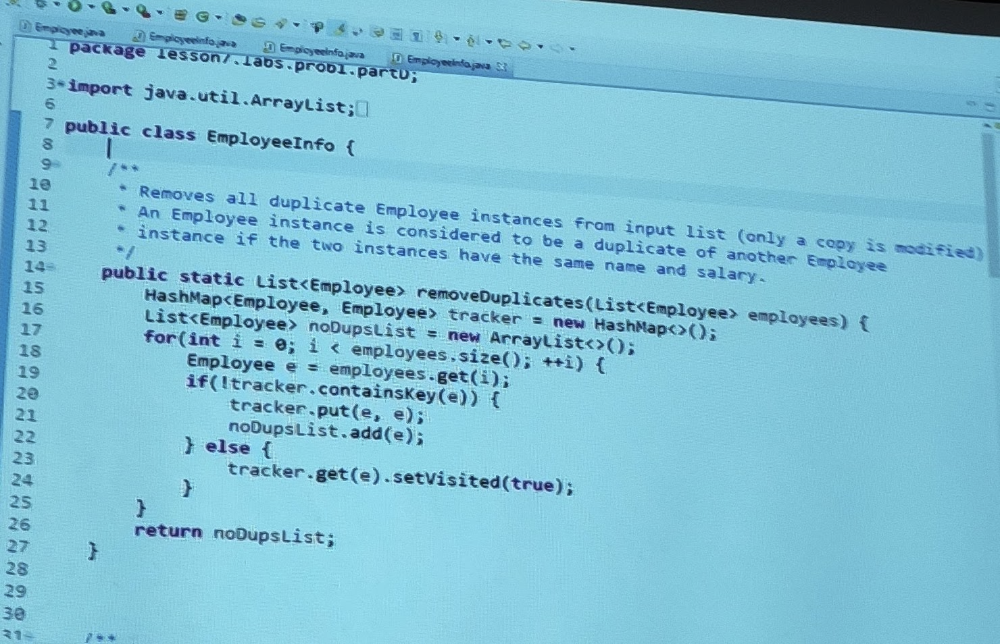 Employee.java EmployeeInfo.java EmployeeInfo.java EmployeeInfo.java
1 package lesson7.labs.prob1.partD;
2
3 import java.util.ArrayList;
6
7 public class EmployeeInfo {
8
9 /**
10 * Removes all duplicate Employee instances from input list (only a copy is modified)
11 * An Employee instance is considered to be a duplicate of another Employee
12 * instance if the two instances have the same name and salary.
13 */
14 public static List<Employee> removeDuplicates(List<Employee> employees) {
15 HashMap<Employee, Employee> tracker = new HashMap<>();
16 List<Employee> noDupsList = new ArrayList<>();
17 for(int i = 0; i < employees.size(); ++i) {
18 Employee e = employees.get(i);
19 if(!tracker.containsKey(e)) {
20 tracker.put(e, e);
21 noDupsList.add(e);
22 } else {
23 tracker.get(e).setVisited(true);
24 }
25 }
26 return noDupsList;
27 }
28
29
30
31 /**